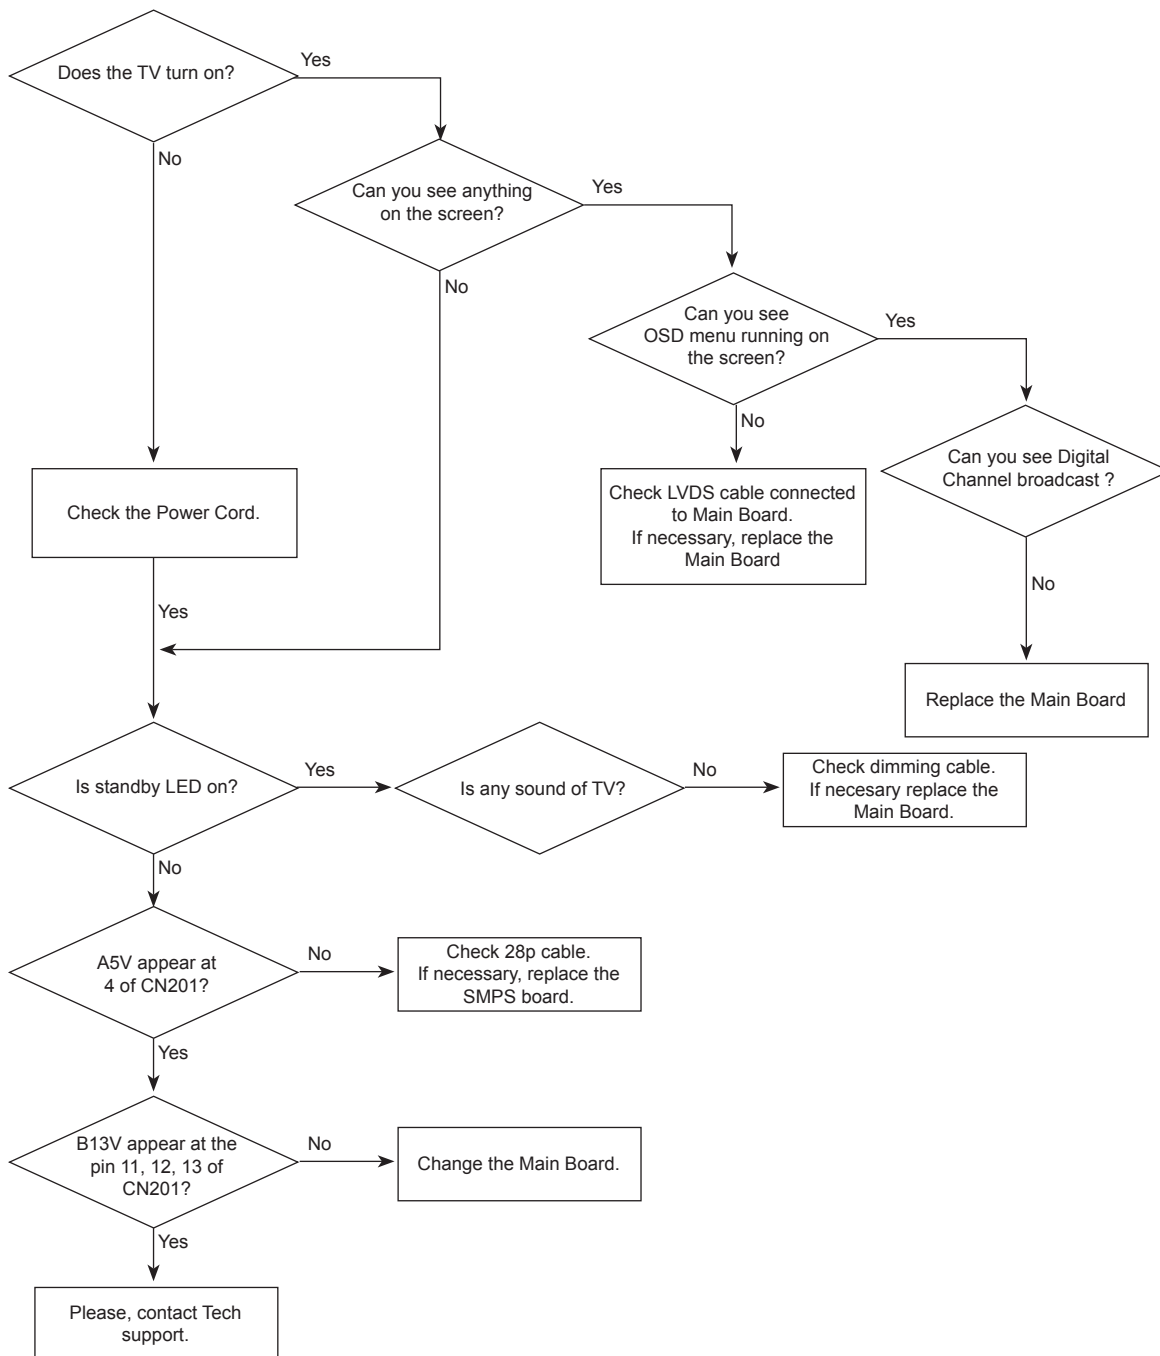 Does the TV turn on?
Yes
No
Can you see anything
on the screen?
Yes
No
Can you see
OSD menu running on
the screen?
Yes
No
Can you see Digital
Channel broadcast ?
No
Check the Power Cord.
Yes
Check LVDS cable connected
to Main Board.
If necessary, replace the
Main Board
Replace the Main Board
Is standby LED on?
Yes
No
Is any sound of TV?
No
Check dimming cable.
If necesary replace the
Main Board.
A5V appear at
4 of CN201?
No
Yes
Check 28p cable.
If necessary, replace the
SMPS board.
B13V appear at the
pin 11, 12, 13 of
CN201?
No
Yes
Change the Main Board.
Please, contact Tech
support.